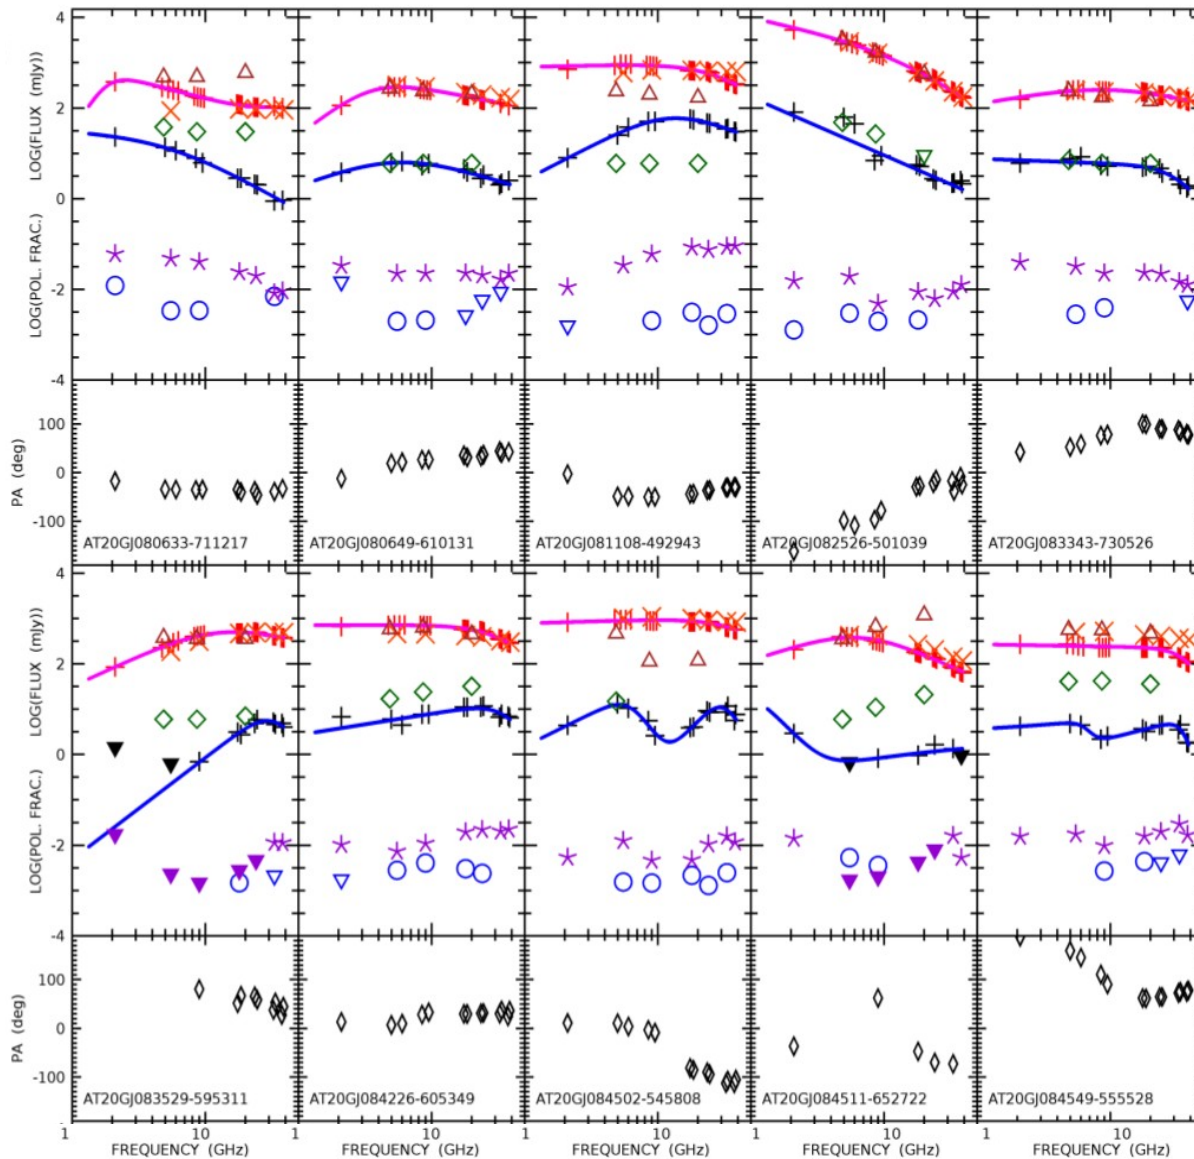 4
2
0
-2
-4
LOG(FLUX (mJy))
LOG(POL. FRAC.)
100
0
-100
PA (deg)
AT20GJ080633-711217
AT20GJ080649-610131
AT20GJ081108-492943
AT20GJ082526-501039
AT20GJ083343-730526
4
2
0
-2
-4
LOG(FLUX (mJy))
LOG(POL. FRAC.)
100
0
-100
PA (deg)
AT20GJ083529-595311
AT20GJ084226-605349
AT20GJ084502-545808
AT20GJ084511-652722
AT20GJ084549-555528
1 10 1 10 1 10 1 10 1 10
FREQUENCY (GHz) FREQUENCY (GHz) FREQUENCY (GHz) FREQUENCY (GHz) FREQUENCY (GHz)